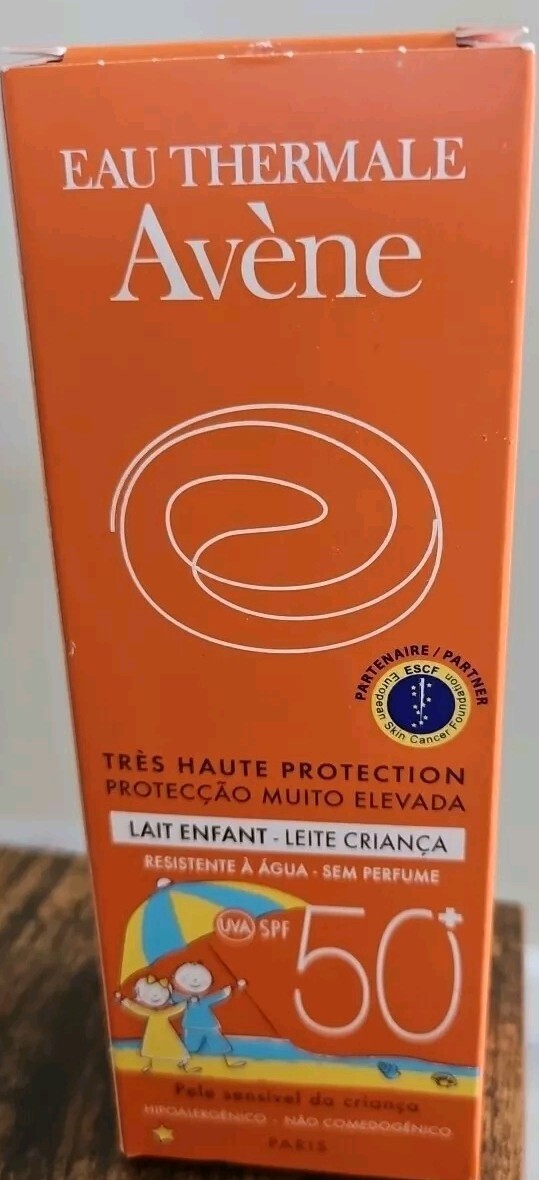 EAU THERMALE
Avène
PARTENAIRE / PARTNER
ESCF
European Skin Cancer Foundation
TRÈS HAUTE PROTECTION
PROTECÇÃO MUITO ELEVADA
LAIT ENFANT - LEITE CRIANÇA
RESISTENTE À ÁGUA - SEM PERFUME
UVA SPF 50+
Pele sensível da criança
HIPOALERGÉNICO - NÃO COMEDOGÉNICO
PARIS